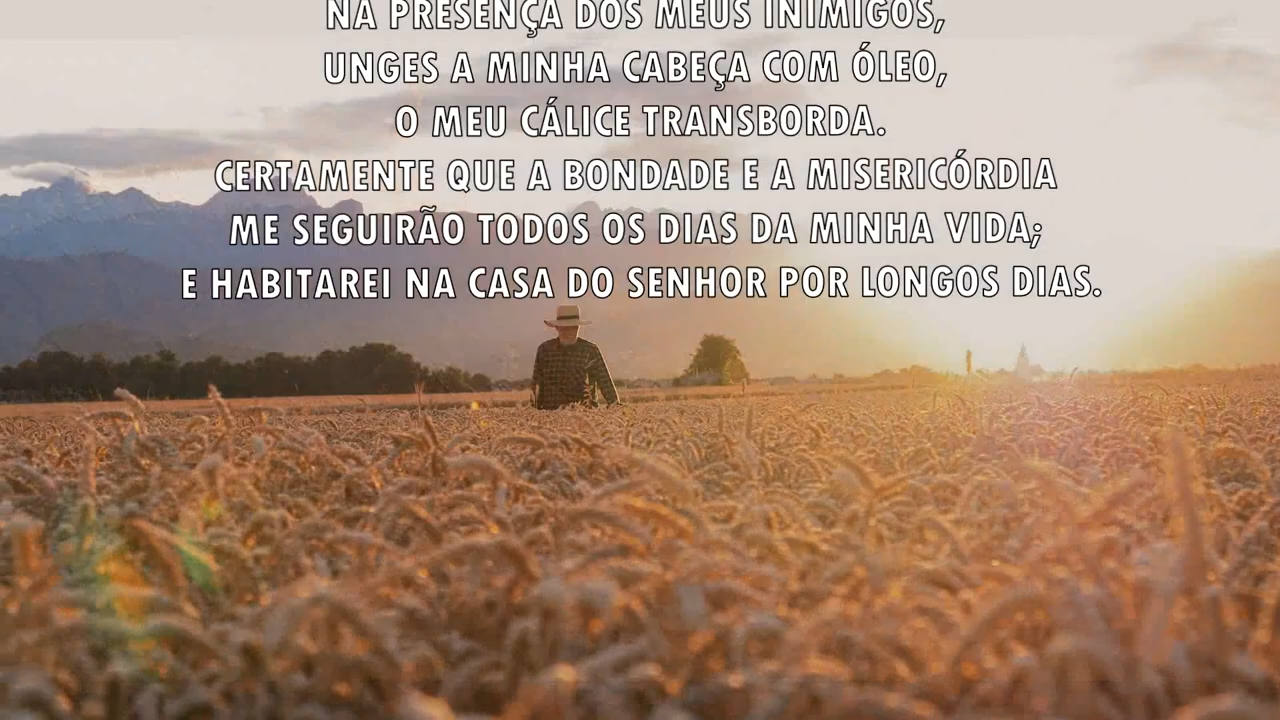 NA PRESENÇA DOS MEUS INIMIGOS,
UNGES A MINHA CABEÇA COM ÓLEO,
O MEU CÁLICE TRANSBORDA.
CERTAMENTE QUE A BONDADE E A MISERICÓRDIA
ME SEGUIRÃO TODOS OS DIAS DA MINHA VIDA;
E HABITAREI NA CASA DO SENHOR POR LONGOS DIAS.